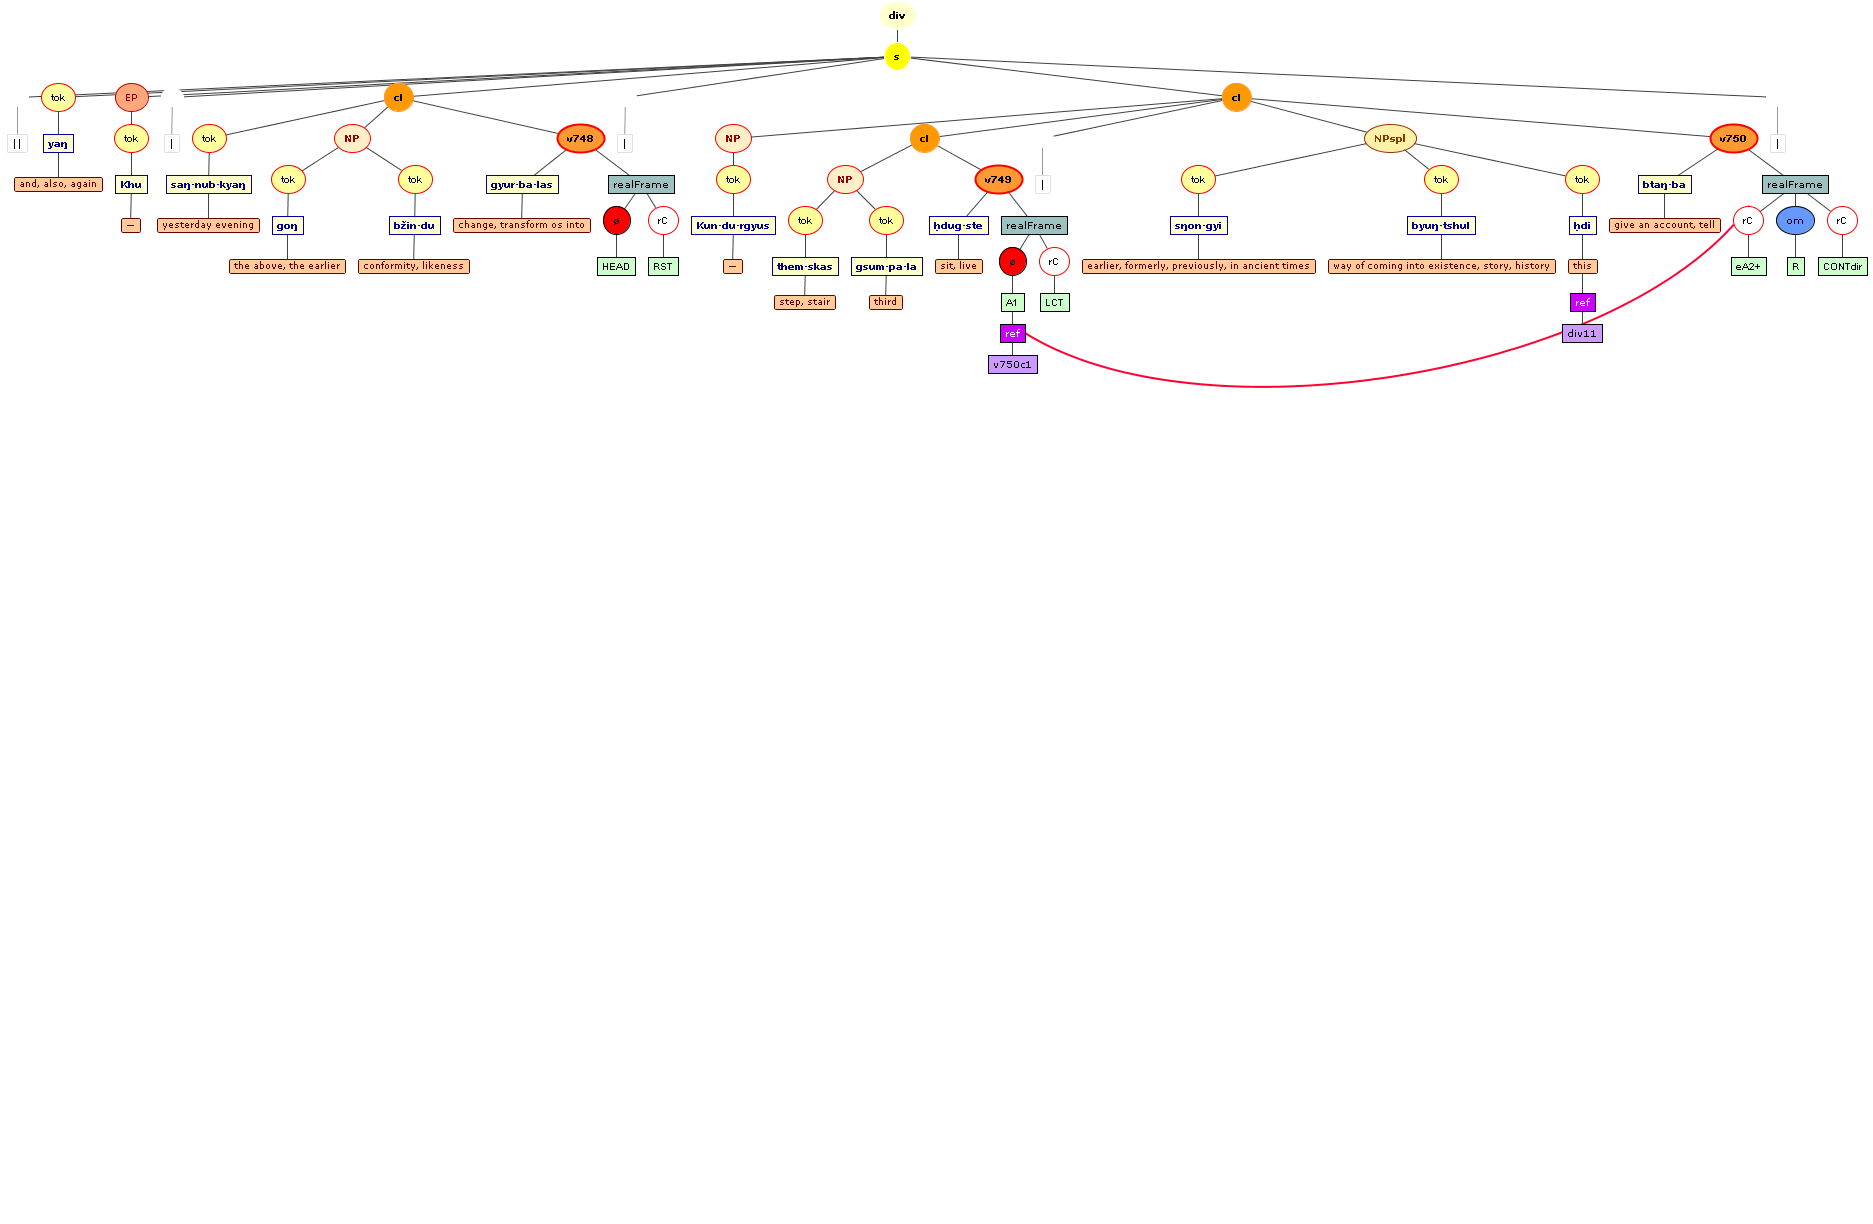 div
s
tok EP cl cl
tok tok NP v748 NP cl NPspl v750
|| yaŋ | | |
and, also, again Khu saŋ-nub-kyaŋ tok tok gyur-ba-las realFrame tok NP v749 | tok tok tok btaŋ-ba realFrame
— yesterday evening goŋ bžin-du change, transform os into ø rC Kun-du-rgyus tok tok ḥdug-ste realFrame sŋon-gyi byuŋ-tshul ḥdi give an account, tell rC om rC
the above, the earlier conformity, likeness HEAD RST — them-skas gsum-pa-la sit, live ø rC earlier, formerly, previously, in ancient times way of coming into existence, story, history this eA2+ R CONTdir
step, stair third A1 LCT ref
ref div11
v750c1